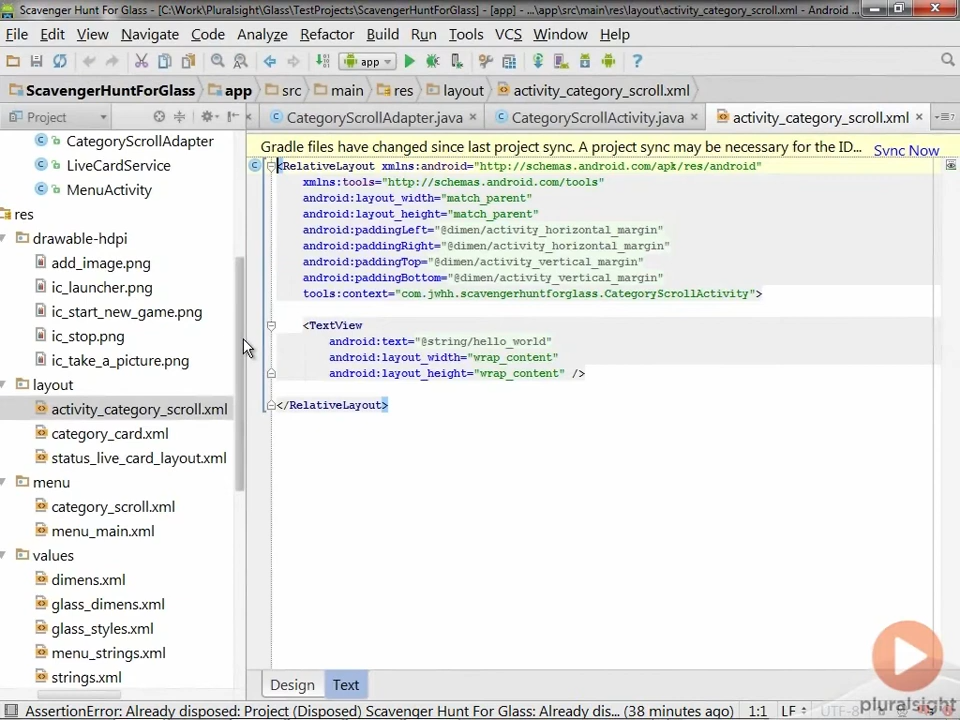 Scavenger Hunt For Glass - [C:\Work\Pluralsight\Glass\TestProjects\ScavengerHuntForGlass] - [app] - ...\app\src\main\res\layout\activity_category_scroll.xml - Android ...
File Edit View Navigate Code Analyze Refactor Build Run Tools VCS Window Help
app
ScavengerHuntForGlass app src main res layout activity_category_scroll.xml
Project CategoryScrollAdapter.java CategoryScrollActivity.java activity_category_scroll.xml
Gradle files have changed since last project sync. A project sync may be necessary for the ID... Sync Now
CategoryScrollAdapter
LiveCardService
MenuActivity
res
drawable-hdpi
add_image.png
ic_launcher.png
ic_start_new_game.png
ic_stop.png
ic_take_a_picture.png
layout
activity_category_scroll.xml
category_card.xml
status_live_card_layout.xml
menu
category_scroll.xml
menu_main.xml
values
dimens.xml
glass_dimens.xml
glass_styles.xml
menu_strings.xml
strings.xml
<RelativeLayout xmlns:android="http://schemas.android.com/apk/res/android"
xmlns:tools="http://schemas.android.com/tools"
android:layout_width="match_parent"
android:layout_height="match_parent"
android:paddingLeft="@dimen/activity_horizontal_margin"
android:paddingRight="@dimen/activity_horizontal_margin"
android:paddingTop="@dimen/activity_vertical_margin"
android:paddingBottom="@dimen/activity_vertical_margin"
tools:context="com.jwhh.scavengerhuntforglass.CategoryScrollActivity">
<TextView
android:text="@string/hello_world"
android:layout_width="wrap_content"
android:layout_height="wrap_content" />
</RelativeLayout>
Design Text
pluralsight
AssertionError: Already disposed: Project (Disposed) Scavenger Hunt For Glass: Already dis... (38 minutes ago) 1:1 LF UTF-8